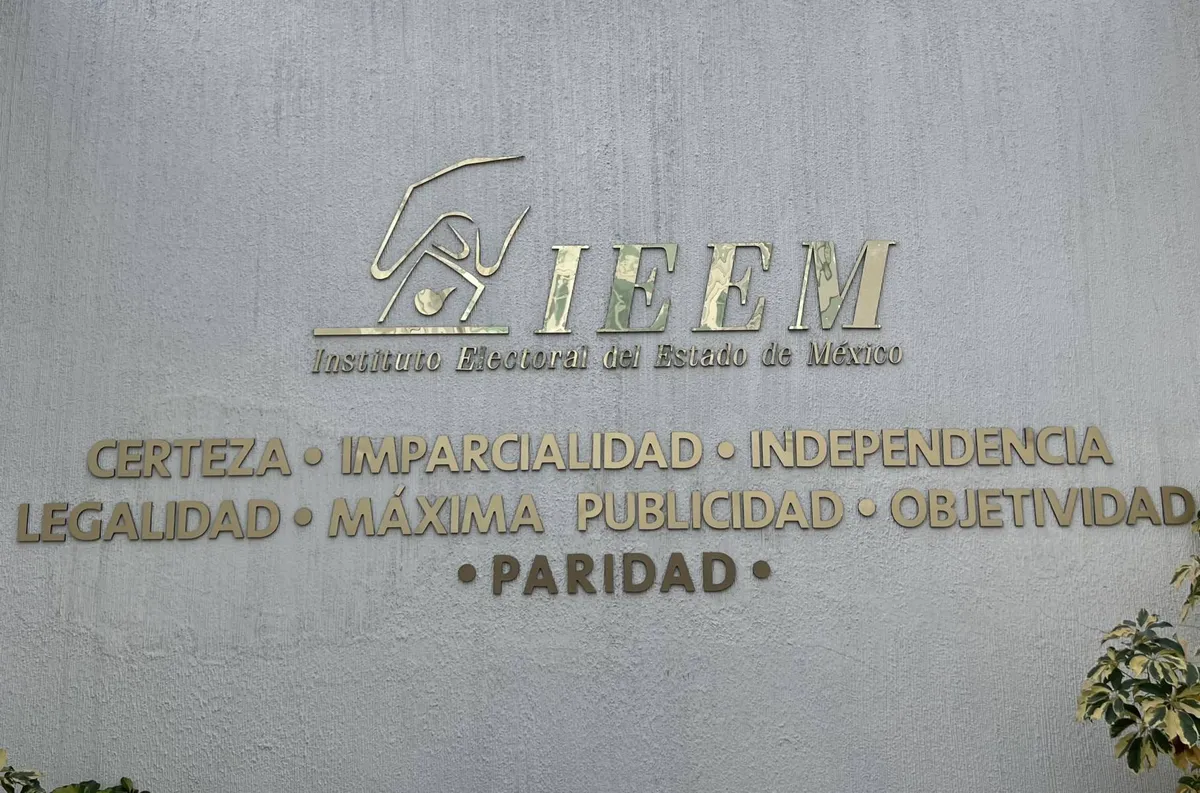 IEEM
Instituto Electoral del Estado de México
CERTEZA • IMPARCIALIDAD • INDEPENDENCIA
LEGALIDAD • MÁXIMA PUBLICIDAD • OBJETIVIDAD
• PARIDAD •